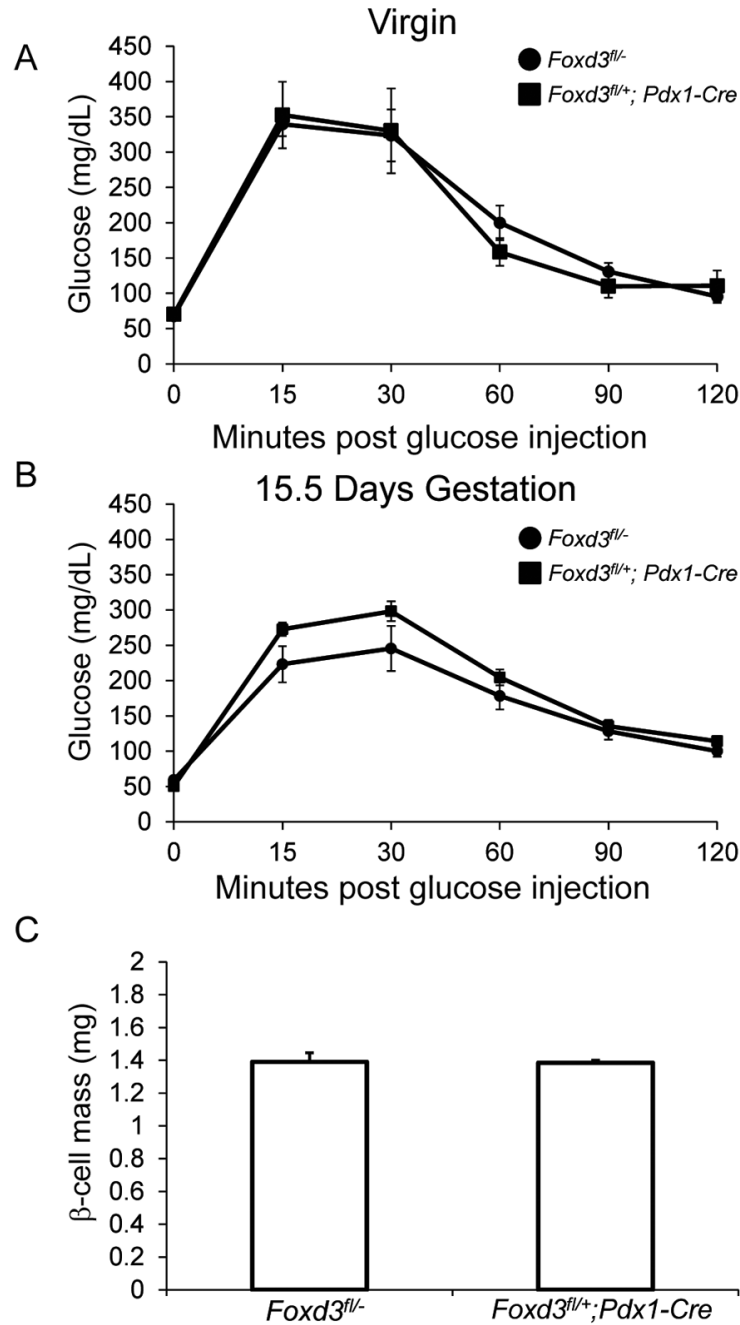 A
Virgin
Foxd3fl/-
Foxd3fl/+; Pdx1-Cre
Glucose (mg/dL)
450
400
350
300
250
200
150
100
50
0
0 15 30 60 90 120
Minutes post glucose injection
B
15.5 Days Gestation
Foxd3fl/-
Foxd3fl/+; Pdx1-Cre
Glucose (mg/dL)
450
400
350
300
250
200
150
100
50
0
0 15 30 60 90 120
Minutes post glucose injection
C
β-cell mass (mg)
2
1.8
1.6
1.4
1.2
1
0.8
0.6
0.4
0.2
0
Foxd3fl/- Foxd3fl/+;Pdx1-Cre